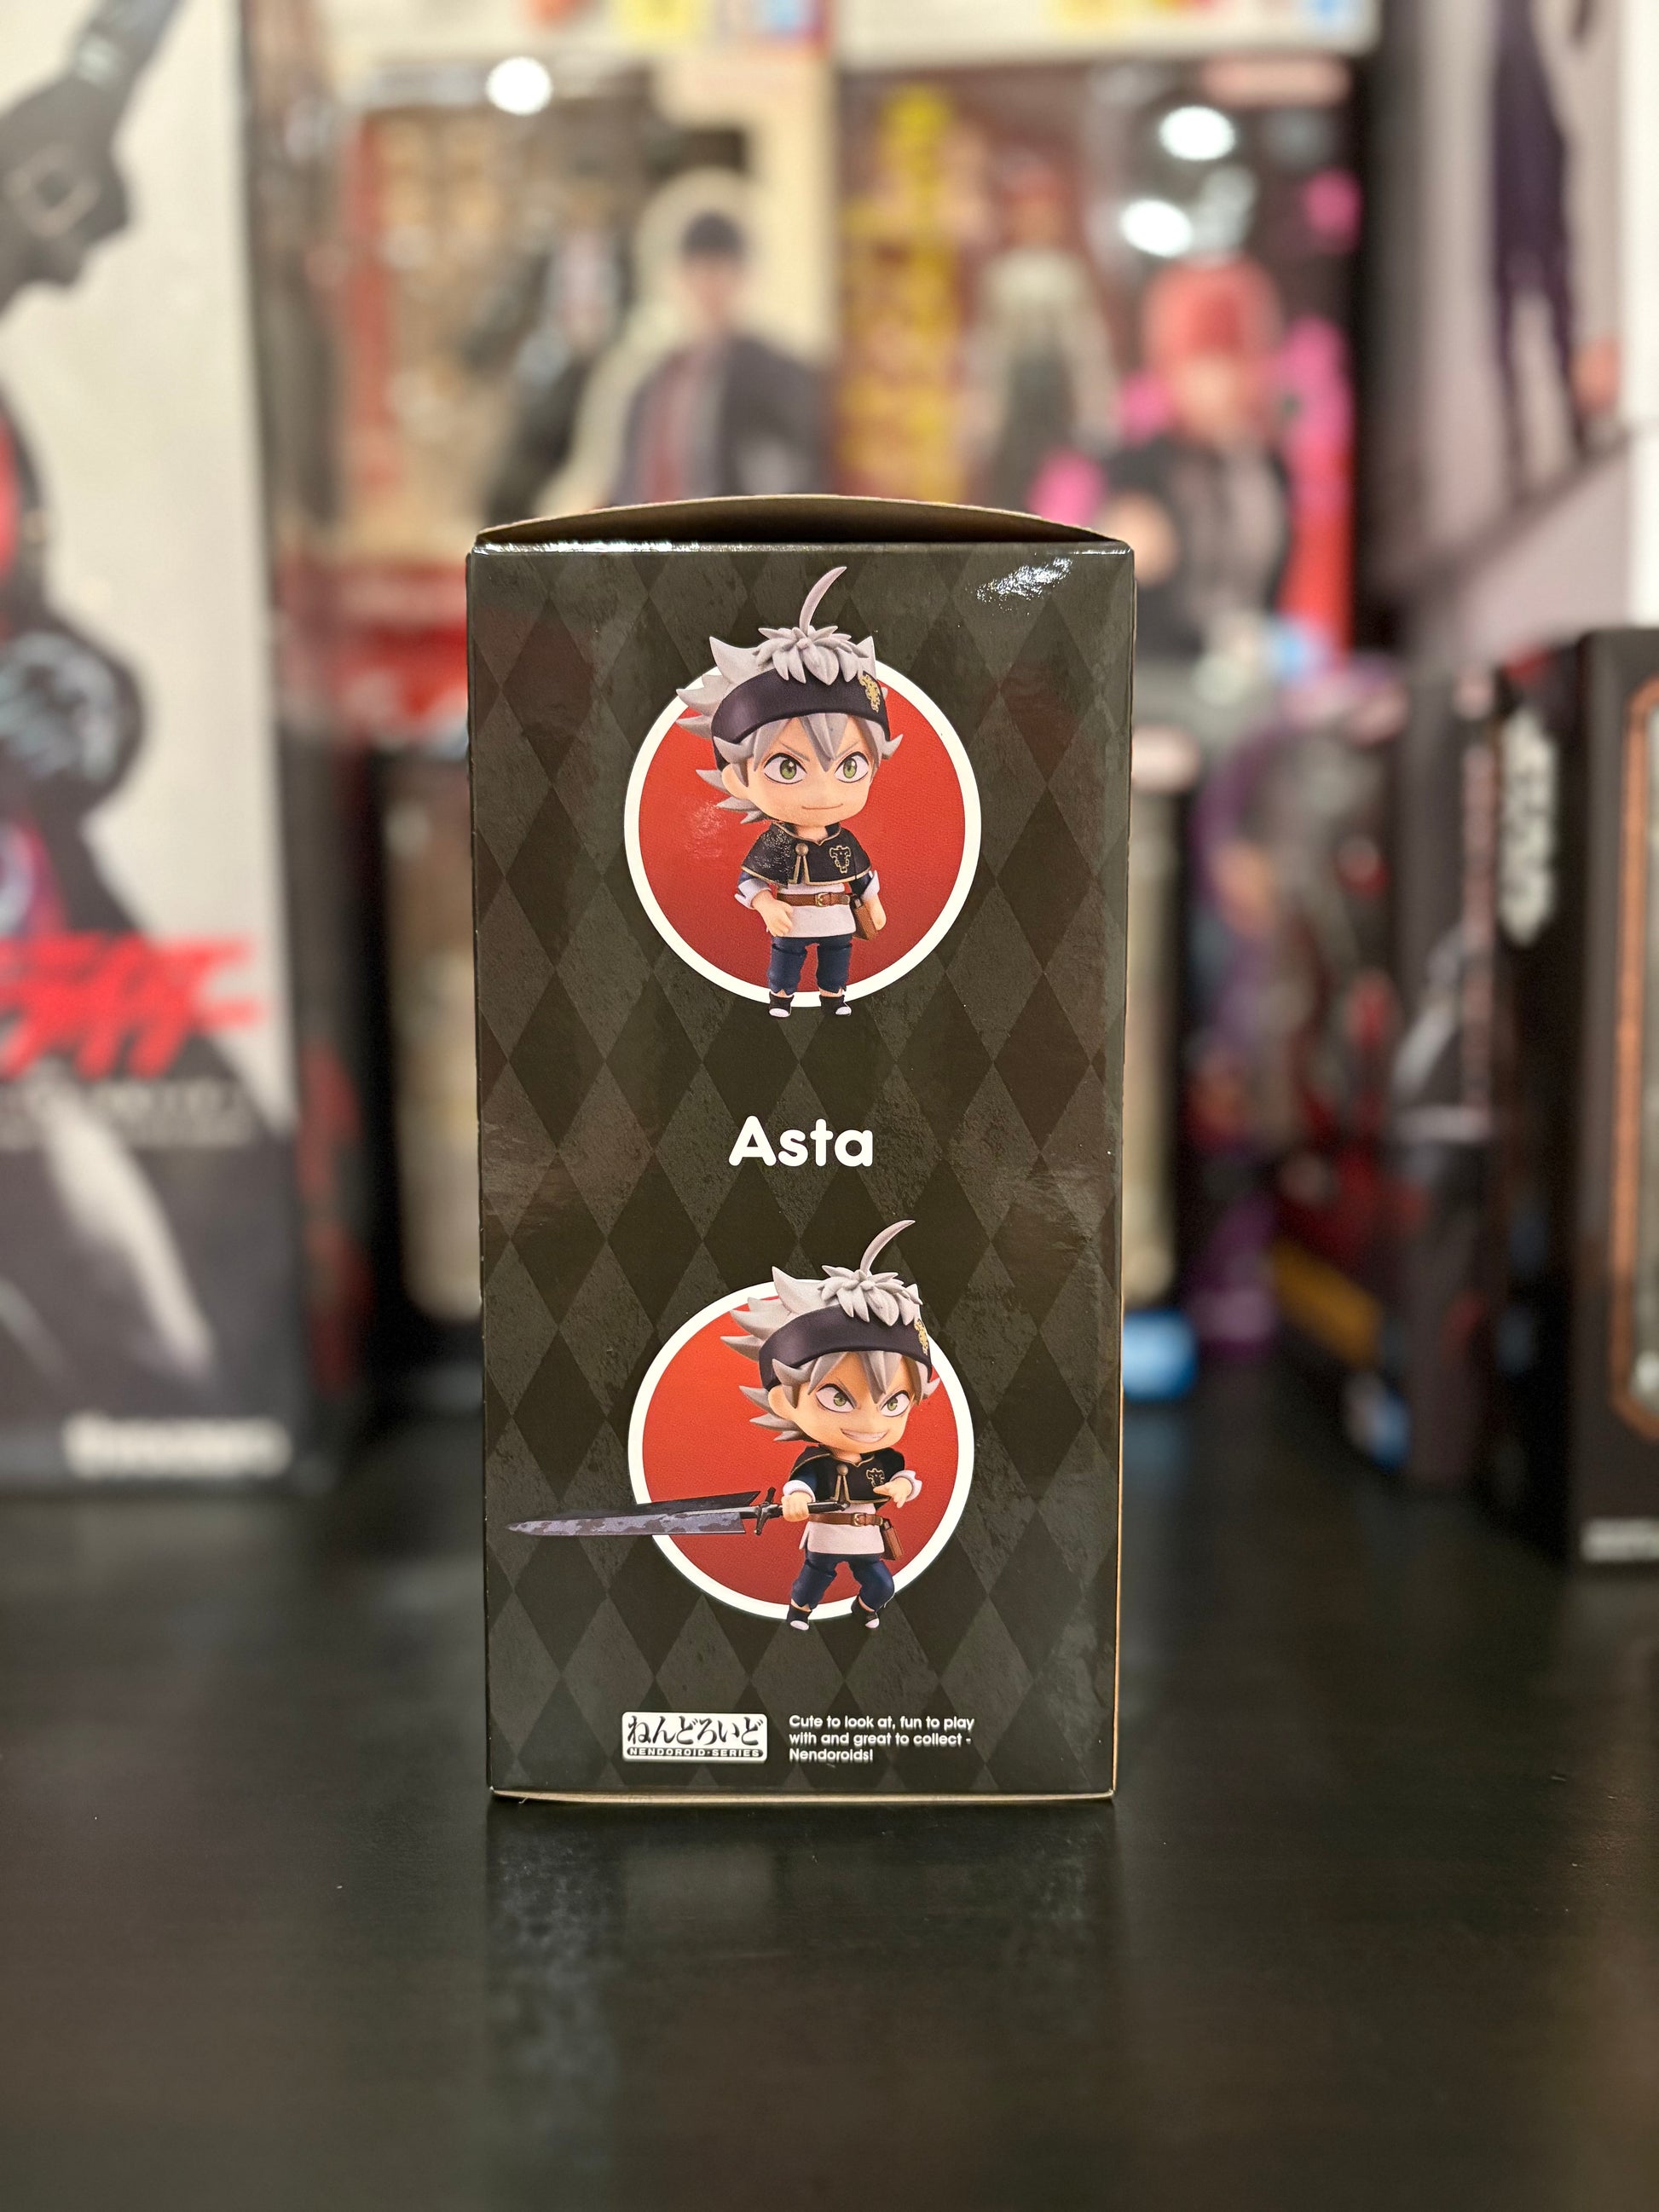 Asta
ねんどろいど
NENDOROID·SERIES
Cute to look at, fun to play
with and great to collect -
Nendoroids!